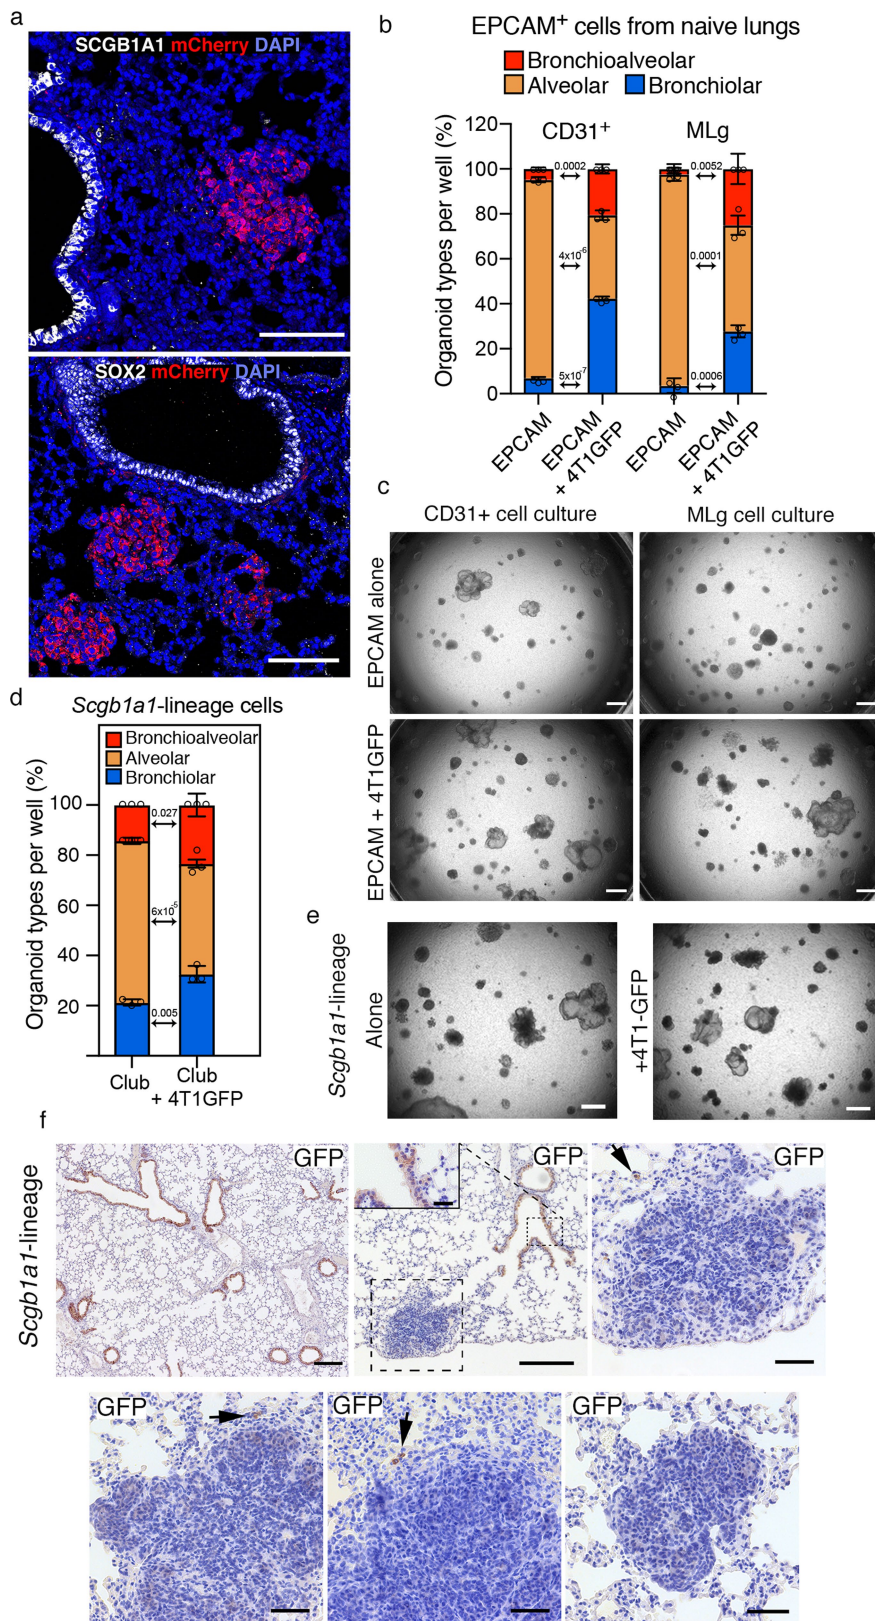 a
SCGB1A1 mCherry DAPI
SOX2 mCherry DAPI
b
EPCAM+ cells from naive lungs
Bronchioalveolar
Alveolar Bronchiolar
Organoid types per well (%)
120
100
80
60
40
20
0
CD31+ MLg
0.0002
4x10-6
5x10-7
0.0052
0.0001
0.0006
EPCAM
EPCAM
+ 4T1GFP
EPCAM
EPCAM
+ 4T1GFP
c
CD31+ cell culture MLg cell culture
EPCAM alone
EPCAM + 4T1GFP
d
Scgb1a1-lineage cells
Bronchioalveolar
Alveolar
Bronchiolar
Organoid types per well (%)
100
80
60
40
20
0.027
6x10-5
0.005
Club
Club
+ 4T1GFP
e
Scgb1a1-lineage
Alone
+4T1-GFP
f
Scgb1a1-lineage
GFP
GFP
GFP
GFP
GFP
GFP